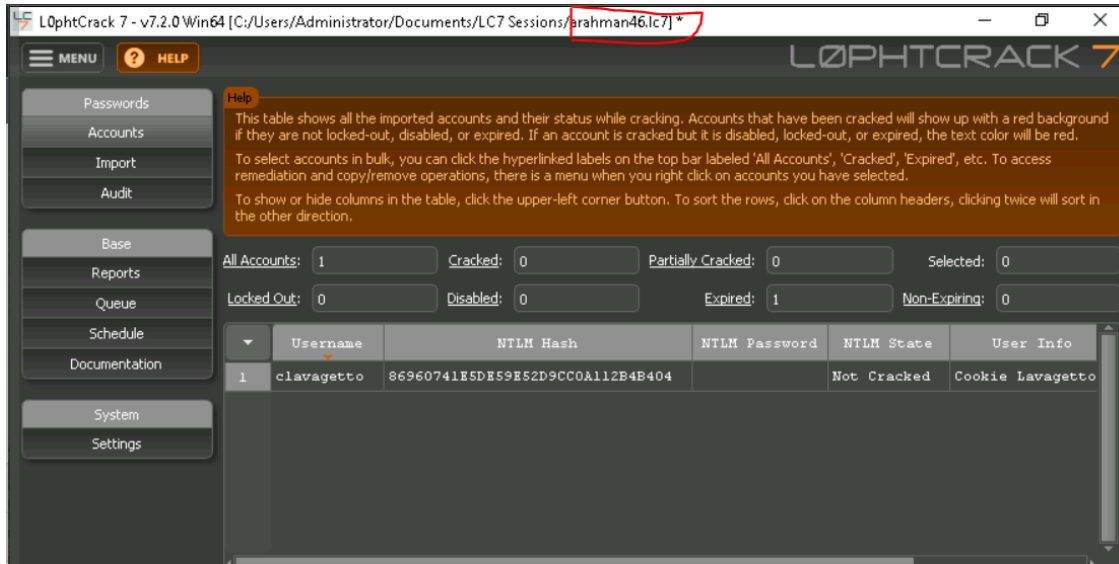 L0phtCrack 7 - v7.2.0 Win64 [C:/Users/Administrator/Documents/LC7 Sessions/arahman46.lc7] *
MENU
? HELP
LØPHTCRACK 7
Passwords
Accounts
Import
Audit
Base
Reports
Queue
Schedule
Documentation
System
Settings
Help
This table shows all the imported accounts and their status while cracking. Accounts that have been cracked will show up with a red background
if they are not locked-out, disabled, or expired. If an account is cracked but it is disabled, locked-out, or expired, the text color will be red.
To select accounts in bulk, you can click the hyperlinked labels on the top bar labeled 'All Accounts', 'Cracked', 'Expired', etc. To access
remediation and copy/remove operations, there is a menu when you right click on accounts you have selected.
To show or hide columns in the table, click the upper-left corner button. To sort the rows, click on the column headers, clicking twice will sort in
the other direction.
All Accounts: 1 Cracked: 0 Partially Cracked: 0 Selected: 0
Locked Out: 0 Disabled: 0 Expired: 1 Non-Expiring: 0
Username NTLM Hash NTLM Password NTLM State User Info
1 clavagetto 86960741E5DE59E52D9CC0A112B4B404 Not Cracked Cookie Lavagetto